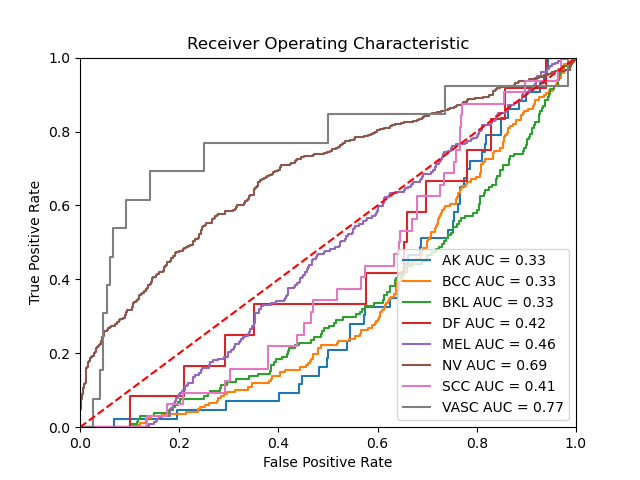 Receiver Operating Characteristic
1.0
0.8
0.6
0.4
0.2
0.0
True Positive Rate
AK AUC = 0.33
BCC AUC = 0.33
BKL AUC = 0.33
DF AUC = 0.42
MEL AUC = 0.46
NV AUC = 0.69
SCC AUC = 0.41
VASC AUC = 0.77
0.0 0.2 0.4 0.6 0.8 1.0
False Positive Rate